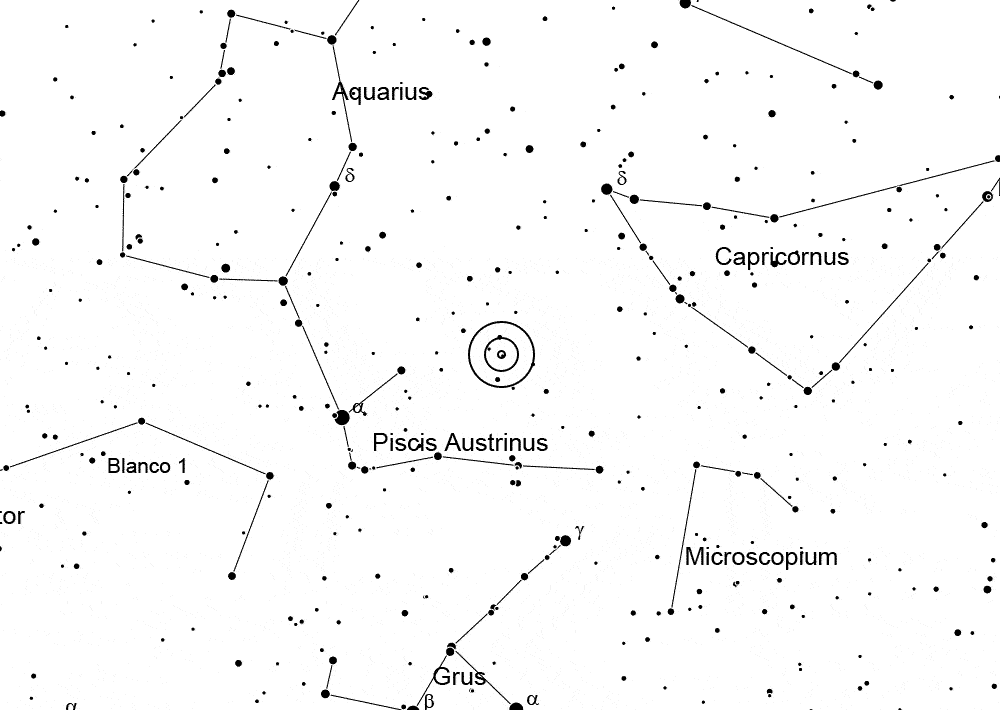 Aquarius
δ
δ
Capricornus
α
Piscis Austrinus
Blanco 1
tor
γ
Microscopium
Grus
β
α
α